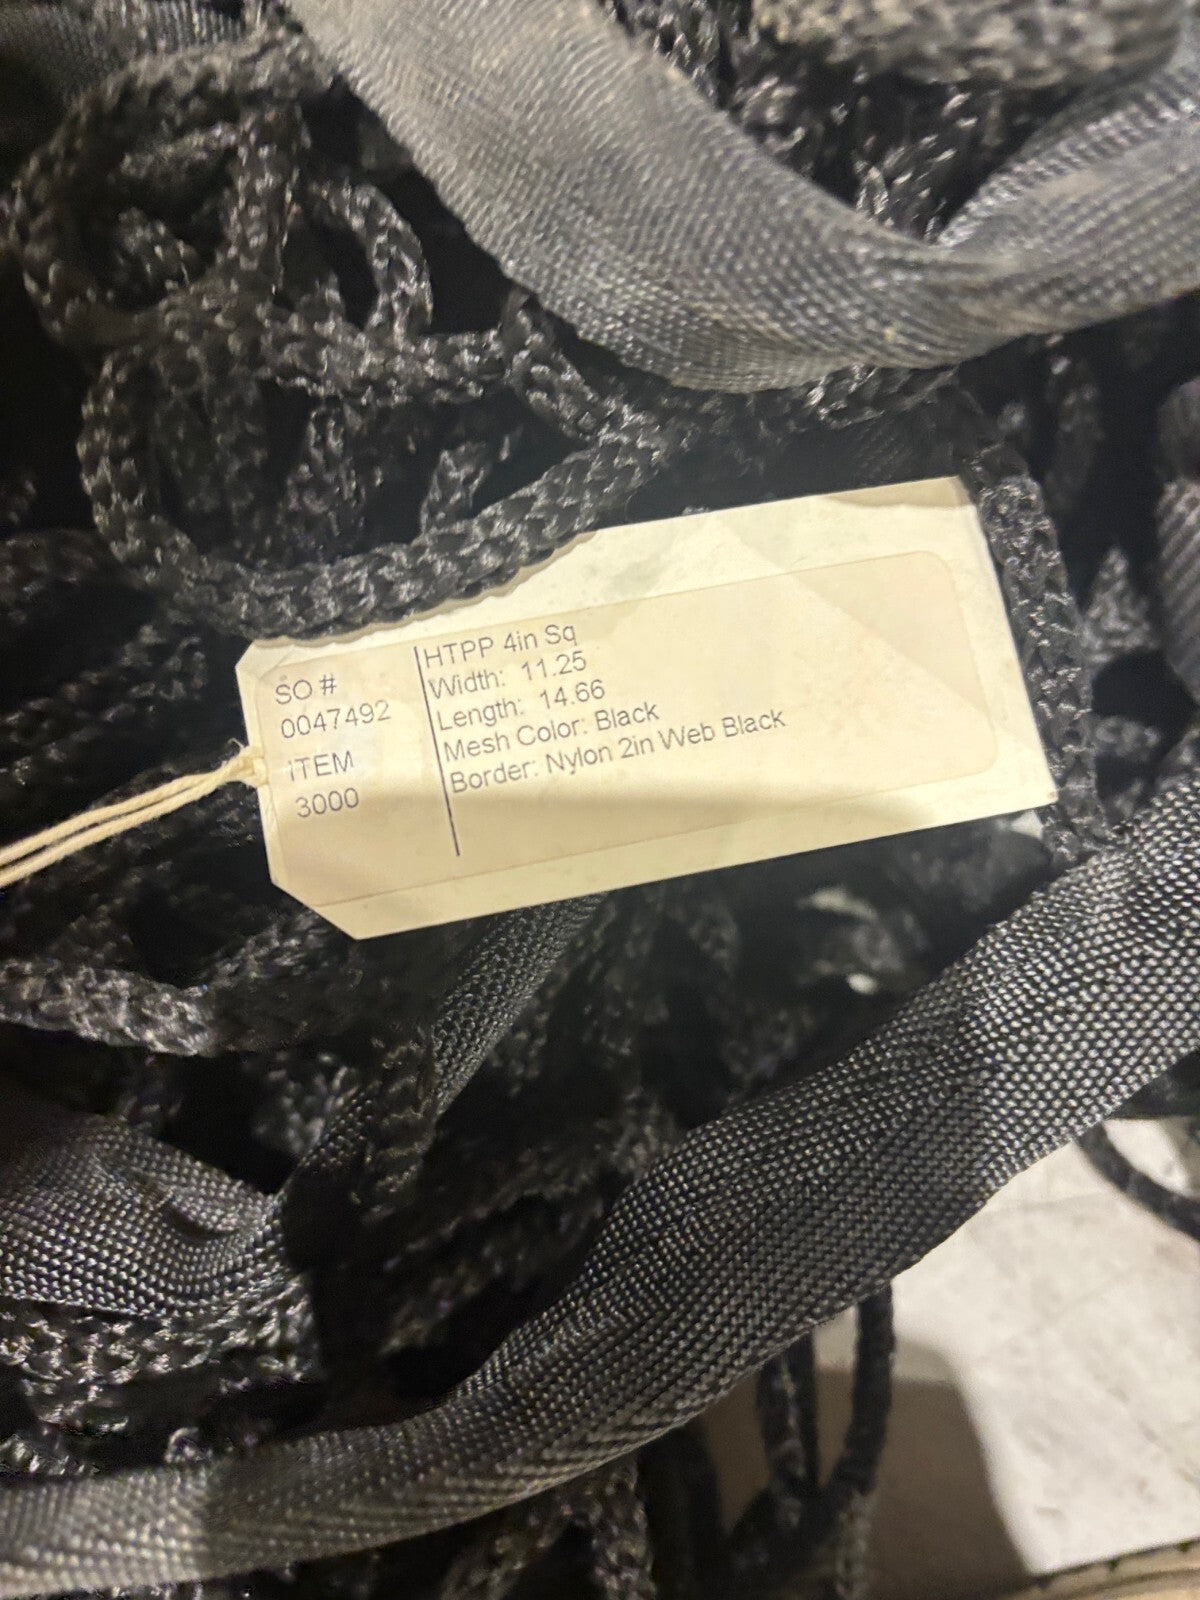 SO #
0047492
ITEM
3000
HTPP 4in Sq
Width: 11.25
Length: 14.66
Mesh Color: Black
Border: Nylon 2in Web Black